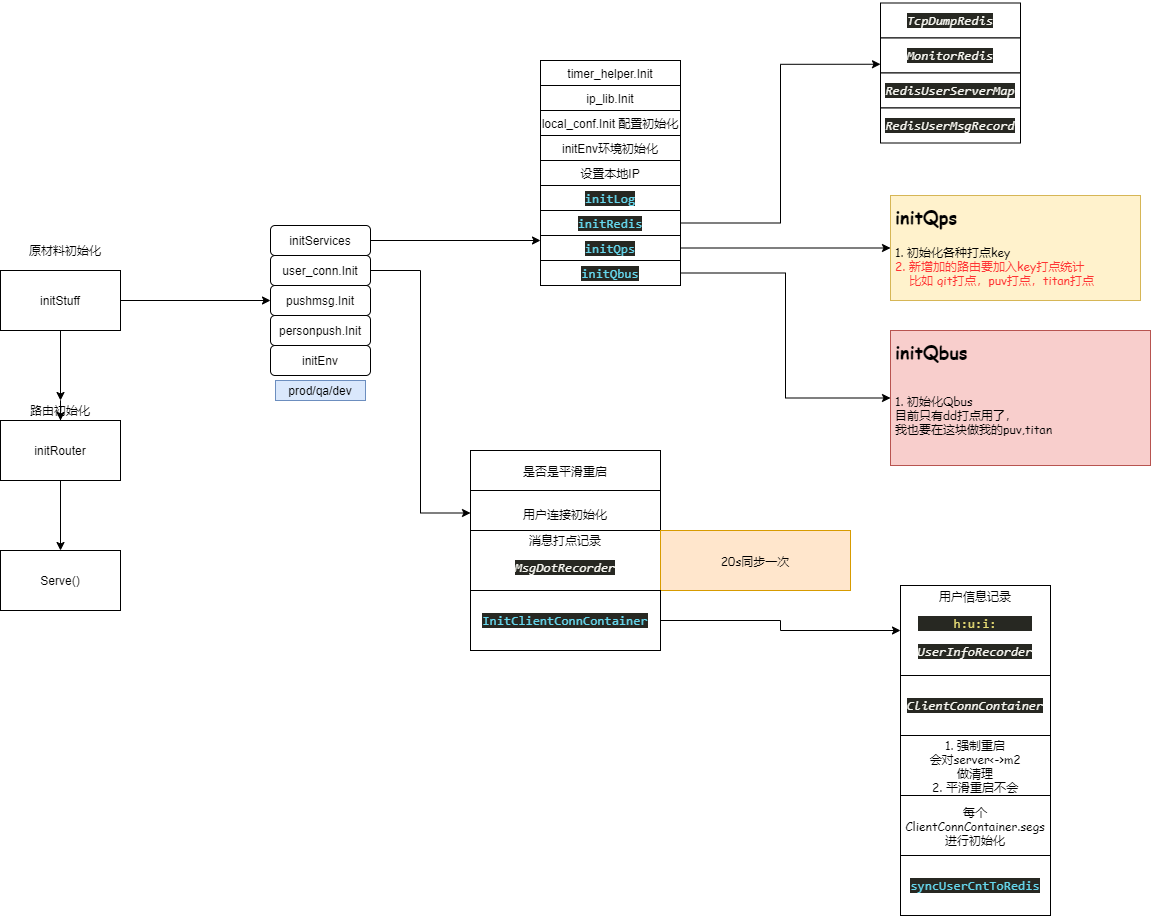 原材料初始化
initStuff
路由初始化
initRouter
Serve()
initServices
user_conn.Init
pushmsg.Init
personpush.Init
initEnv
prod/qa/dev
timer_helper.Init
ip_lib.Init
local_conf.Init 配置初始化
initEnv环境初始化
设置本地IP
initLog
initRedis
initQps
initQbus
TcpDumpRedis
MonitorRedis
RedisUserServerMap
RedisUserMsgRecord
initQps
1. 初始化各种打点key
2. 新增加的路由要加入key打点统计
比如 qit打点，puv打点，titan打点
initQbus
1. 初始化Qbus
目前只有dd打点用了，
我也要在这块做我的puv,titan
是否是平滑重启
用户连接初始化
消息打点记录
MsgDotRecorder
20s同步一次
InitClientConnContainer
用户信息记录
h:u:i:
UserInfoRecorder
ClientConnContainer
1. 强制重启
会对server<->m2
做清理
2. 平滑重启不会
每个
ClientConnContainer.segs
进行初始化
syncUserCntToRedis